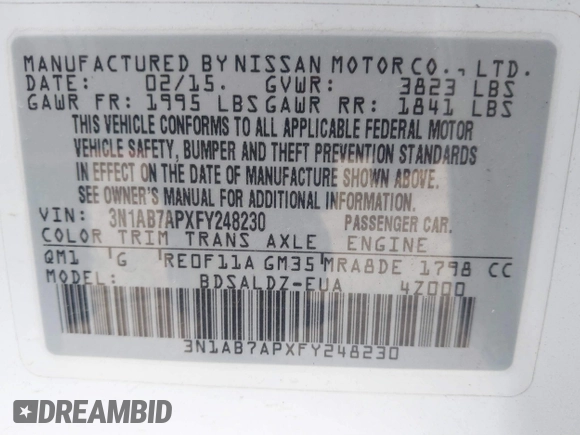 MANUFACTURED BY NISSAN MOTOR CO., LTD.
DATE: 02/15. GVWR: 3823 LBS
GAWR FR: 1995 LBS GAWR RR: 1841 LBS
THIS VEHICLE CONFORMS TO ALL APPLICABLE FEDERAL MOTOR
VEHICLE SAFETY, BUMPER AND THEFT PREVENTION STANDARDS
IN EFFECT ON THE DATE OF MANUFACTURE SHOWN ABOVE.
SEE OWNER'S MANUAL FOR ADDITIONAL INFORMATION.
VIN: 3N1AB7APXFY248230 PASSENGER CAR.
COLOR TRIM TRANS AXLE ENGINE
QM1 G RE0F11A GM35 MRA8DE 1798 CC
MODEL: BDSALDZ-EUA 4Z000
3N1AB7APXFY248230
DREAMBID